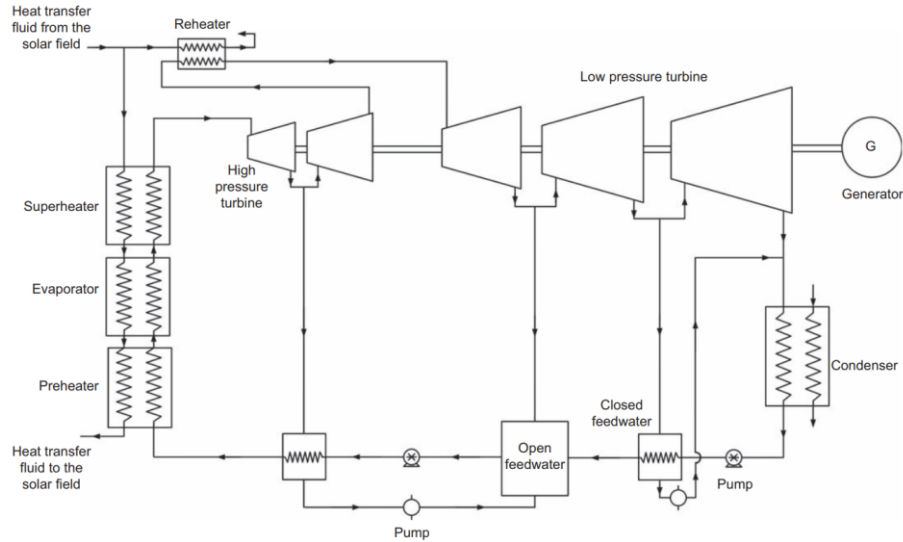 Heat transfer
fluid from the
solar field
Reheater
Low pressure turbine
G
Generator
High
pressure
turbine
Superheater
Evaporator
Preheater
Condenser
Closed
feedwater
Open
feedwater
Heat transfer
fluid to the
solar field
Pump
Pump